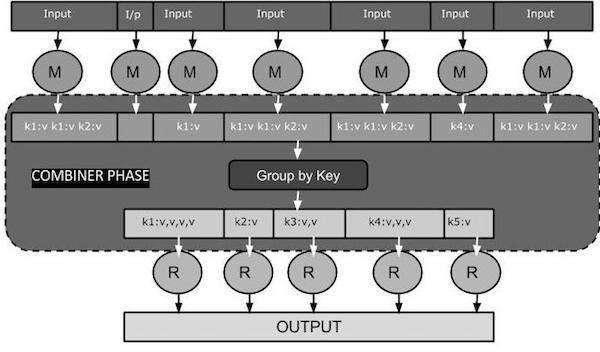 Input I/p Input Input Input Input Input
M M M M M M M
k1:v k1:v k2:v k1:v k1:v k1:v k2:v k1:v k1:v k2:v k4:v k1:v k1:v k2:v
COMBINER PHASE
Group by Key
k1:v,v,v,v k2:v k3:v,v k4:v,v,v k5:v
R R R R R
OUTPUT